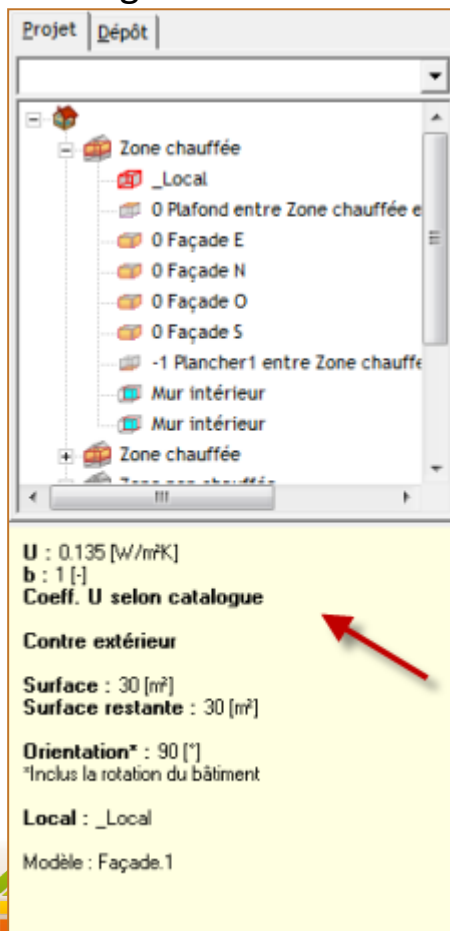 Projet Dépôt
Zone chauffée
_Local
0 Plafond entre Zone chauffée e
0 Façade E
0 Façade N
0 Façade O
0 Façade S
-1 Plancher1 entre Zone chauffe
Mur intérieur
Mur intérieur
Zone chauffée
Zone non chauffée
U : 0.135 [W/m²K]
b : 1 [-]
Coeff. U selon catalogue
Contre extérieur
Surface : 30 [m²]
Surface restante : 30 [m²]
Orientation* : 90 [°]
*Inclus la rotation du bâtiment
Local : _Local
Modèle : Façade.1